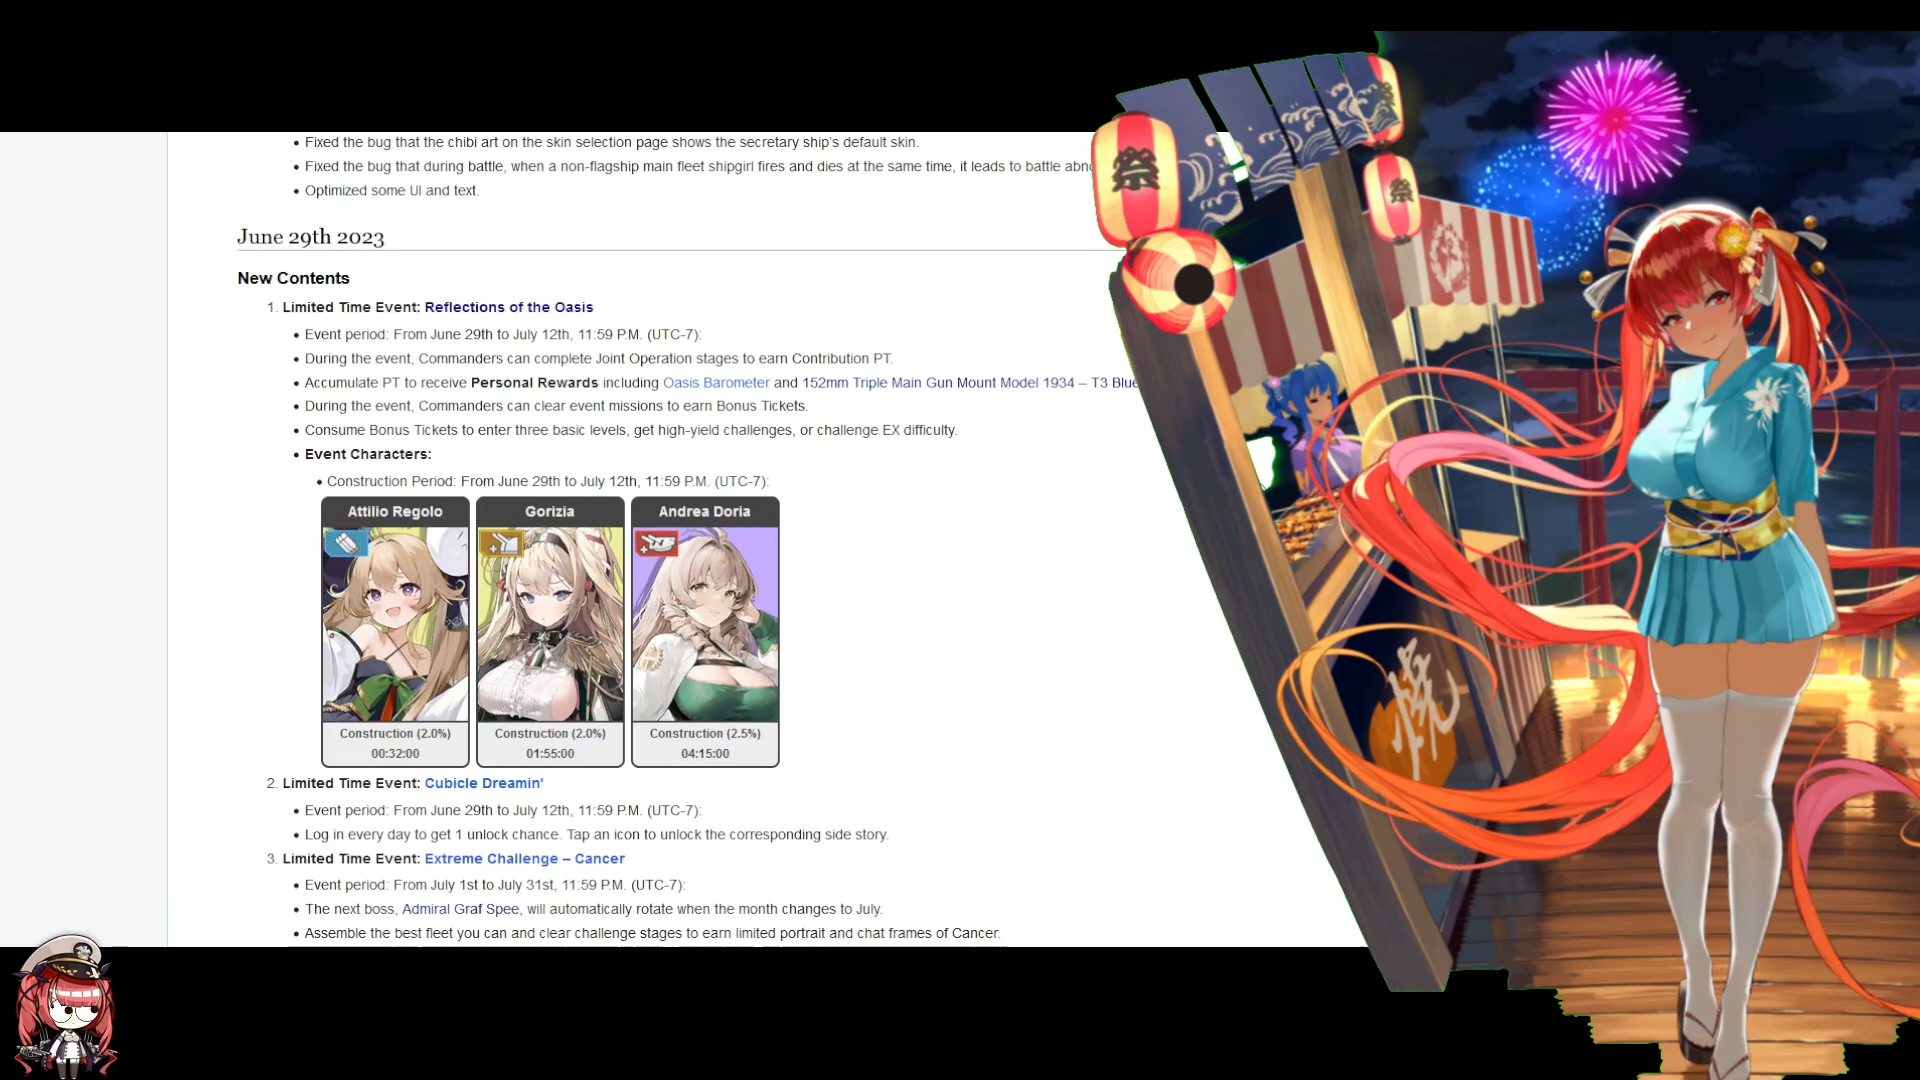 Fixed the bug that the chibi art on the skin selection page shows the secretary ship's default skin.
Fixed the bug that during battle, when a non-flagship main fleet shipgirl fires and dies at the same time, it leads to battle
Optimized some UI and text.
June 29th 2023
New Contents
1. Limited Time Event: Reflections of the Oasis
Event period: From June 29th to July 12th, 11:59 P.M. (UTC-7):
During the event, Commanders can complete Joint Operation stages to earn Contribution PT.
Accumulate PT to receive Personal Rewards including Oasis Barometer and 152mm Triple Main Gun Mount Model 1934 – T3
During the event, Commanders can clear event missions to earn Bonus Tickets.
Consume Bonus Tickets to enter three basic levels, get high-yield challenges, or challenge EX difficulty.
Event Characters:
Construction Period: From June 29th to July 12th, 11:59 P.M. (UTC-7):
Attilio Regolo Gorizia Andrea Doria
Construction (2.0%) Construction (2.0%) Construction (2.5%)
00:32:00 01:55:00 04:15:00
2. Limited Time Event: Cubicle Dreamin'
Event period: From June 29th to July 12th, 11:59 P.M. (UTC-7):
Log in every day to get 1 unlock chance. Tap an icon to unlock the corresponding side story.
3. Limited Time Event: Extreme Challenge – Cancer
Event period: From July 1st to July 31st, 11:59 P.M. (UTC-7):
The next boss, Admiral Graf Spee, will automatically rotate when the month changes to July.
Assemble the best fleet you can and clear challenge stages to earn limited portrait and chat frames of Cancer.
祭
祭
祭
焼